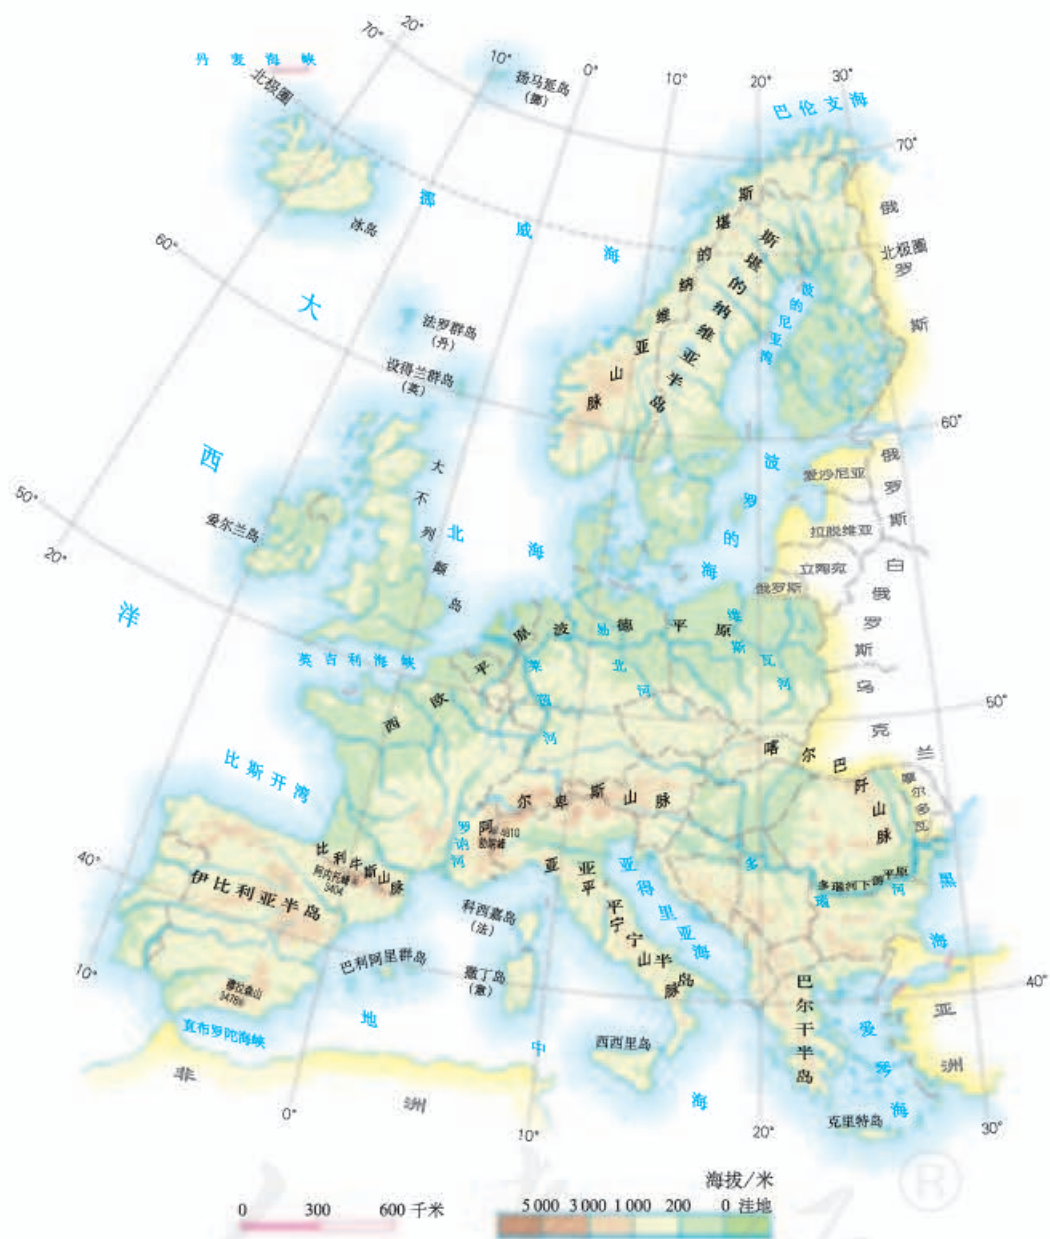 20°
70°
10°
0°
10°
20°
30°
丹麦海峡
扬马延岛
(挪)
巴伦支海
北极圈
70°
斯堪的纳维亚山脉
斯堪的纳维亚半岛
俄罗斯
北极圈
冰岛
挪威海
60°
大西洋
波的尼亚湾
法罗群岛
(丹)
设得兰群岛
(英)
60°
大不列颠岛
波罗的海
爱沙尼亚
俄罗斯
50°
爱尔兰岛
北海
拉脱维亚
20°
立陶宛
白俄罗斯
俄罗斯
西欧平原
波德平原
易北河
维斯瓦河
莱茵河
英吉利海峡
50°
乌克兰
喀尔巴阡山脉
摩尔多瓦
比斯开湾
阿尔卑斯山脉
4810
勃朗峰
罗讷河
40°
比利牛斯山脉
阿内托峰
3404
伊比利亚半岛
亚平宁山脉
亚平宁半岛
亚得里亚海
多瑙河
多瑙河下游平原
黑海
科西嘉岛
(法)
巴利阿里群岛
撒丁岛
(意)
10°
穆拉森山
3478
40°
直布罗陀海峡
地中海
西西里岛
巴尔干半岛
爱琴海
亚洲
非洲
克里特岛
0°
10°
20°
30°
海拔/米
0 300 600 千米
5 000 3 000 1 000 200 0 洼地
®